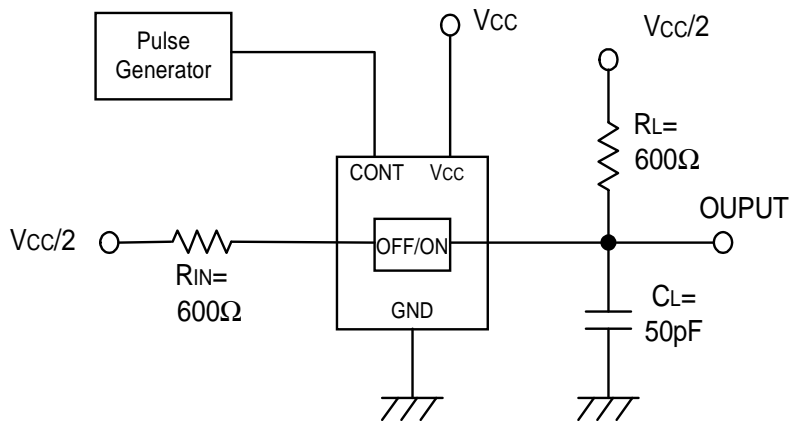 Pulse
Generator
VCC
VCC/2
RL=
600Ω
CONT
VCC
OUPUT
VCC/2
OFF/ON
RIN=
600Ω
GND
CL=
50pF